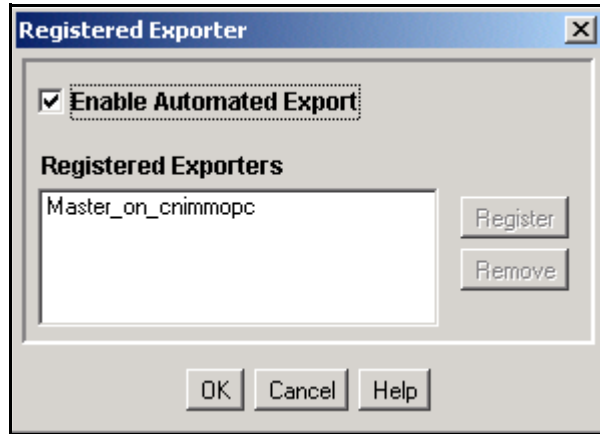 Registered Exporter
Enable Automated Export
Registered Exporters
Master_on_cnimmopc
Register
Remove
OK
Cancel
Help